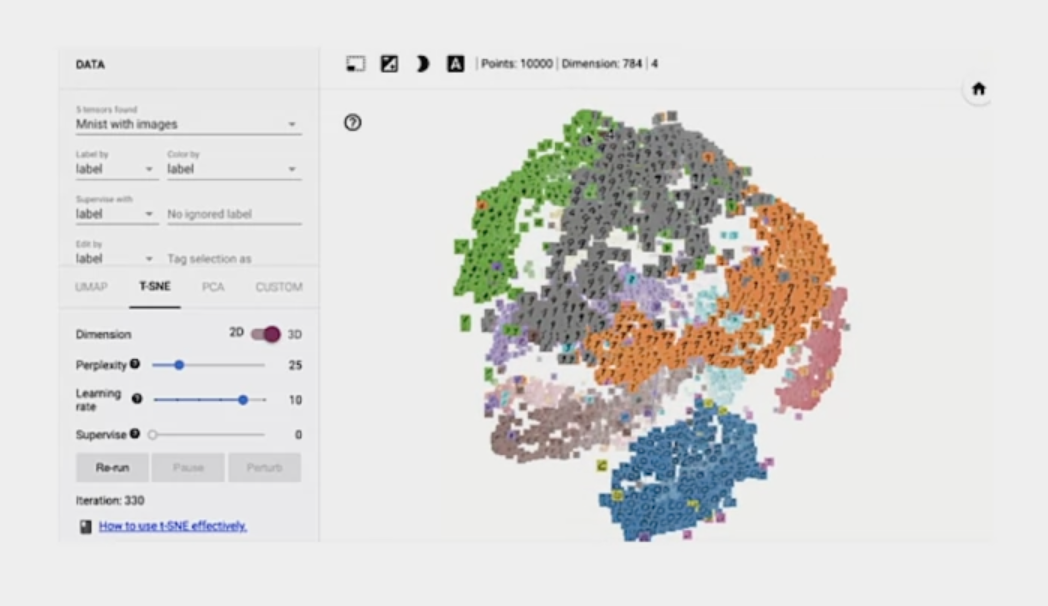 DATA
Points: 10000 | Dimension: 784 | 4
5 tensors found
Mnist with images
Label by
Color by
label
label
Supervise with
label
No ignored label
Edit by
label
Tag selection as
UMAP
T-SNE
PCA
CUSTOM
Dimension
2D
3D
Perplexity
25
Learning
rate
10
Supervise
0
Re-run
Pause
Perturb
Iteration: 330
How to use t-SNE effectively.